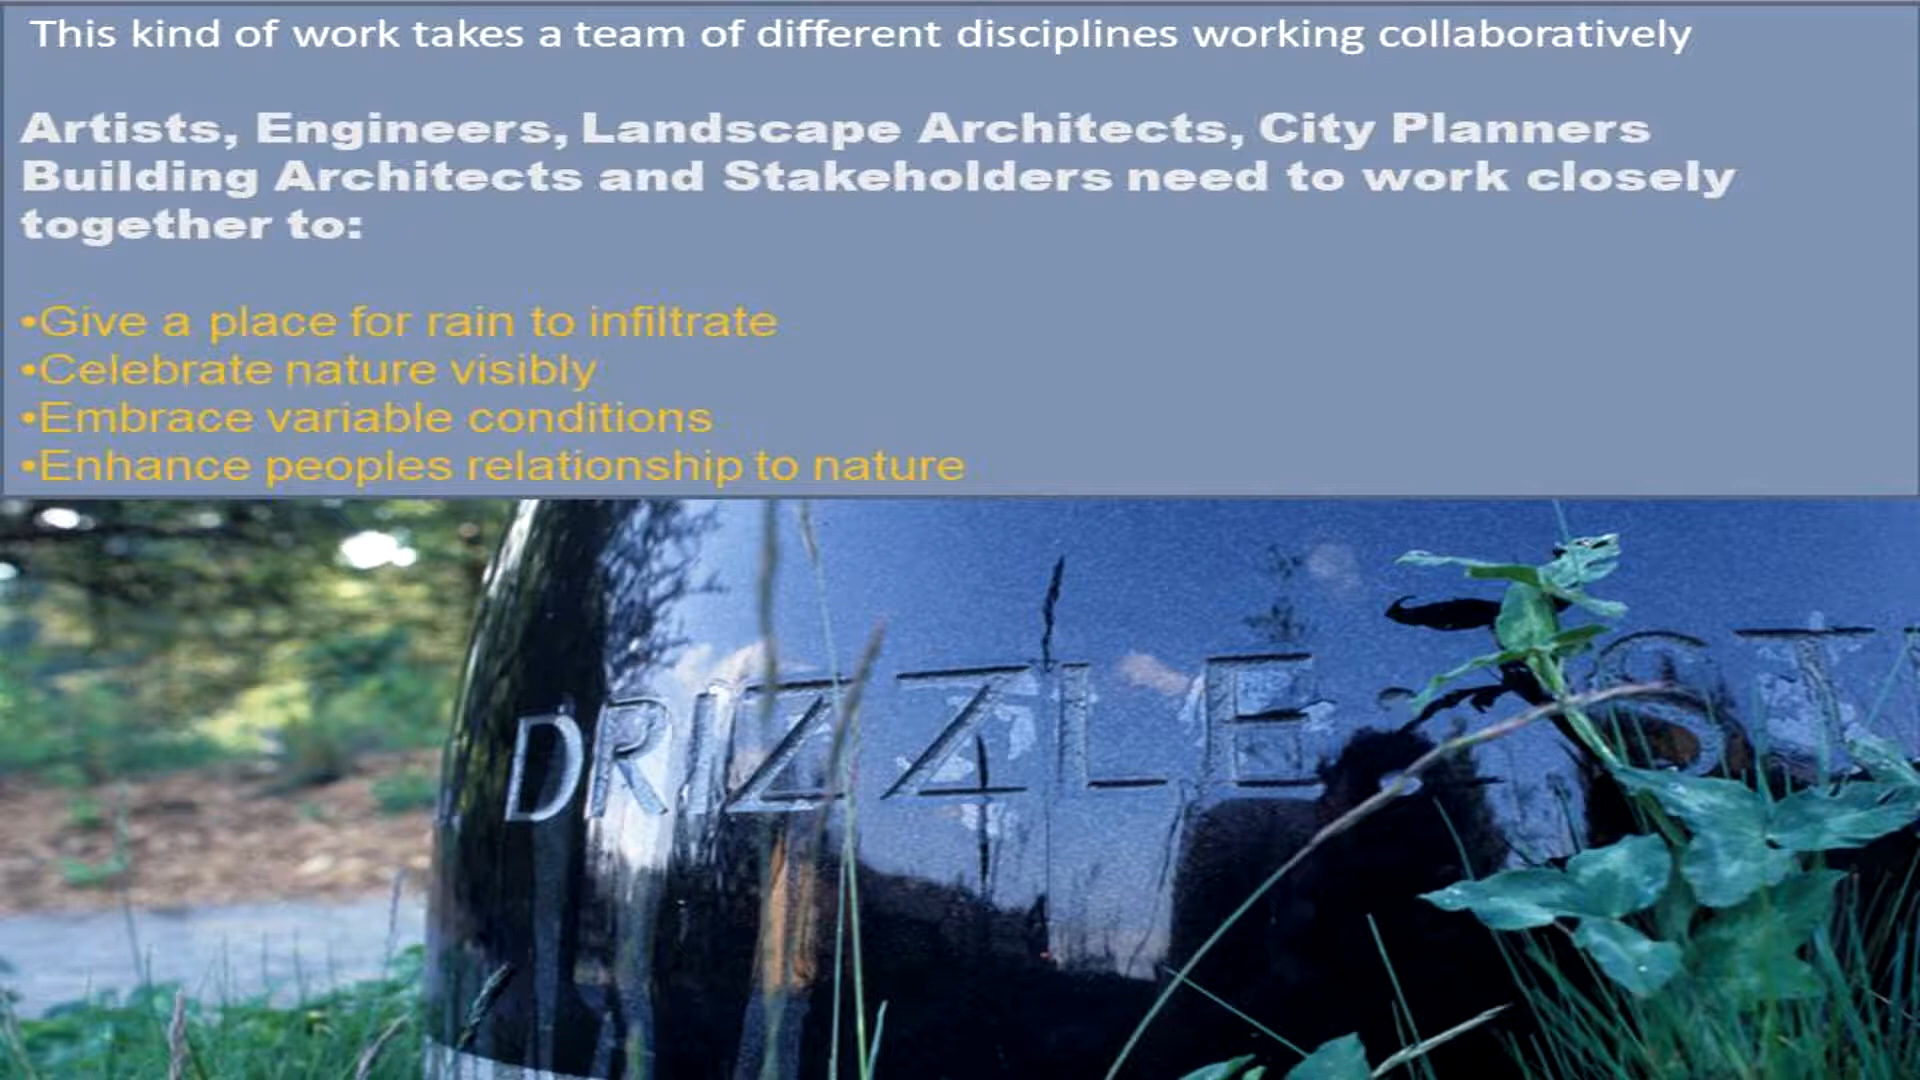 This kind of work takes a team of different disciplines working collaboratively
Artists, Engineers, Landscape Architects, City Planners
Building Architects and Stakeholders need to work closely
together to:
•Give a place for rain to infiltrate
•Celebrate nature visibly
•Embrace variable conditions
•Enhance peoples relationship to nature
DRIZZLE